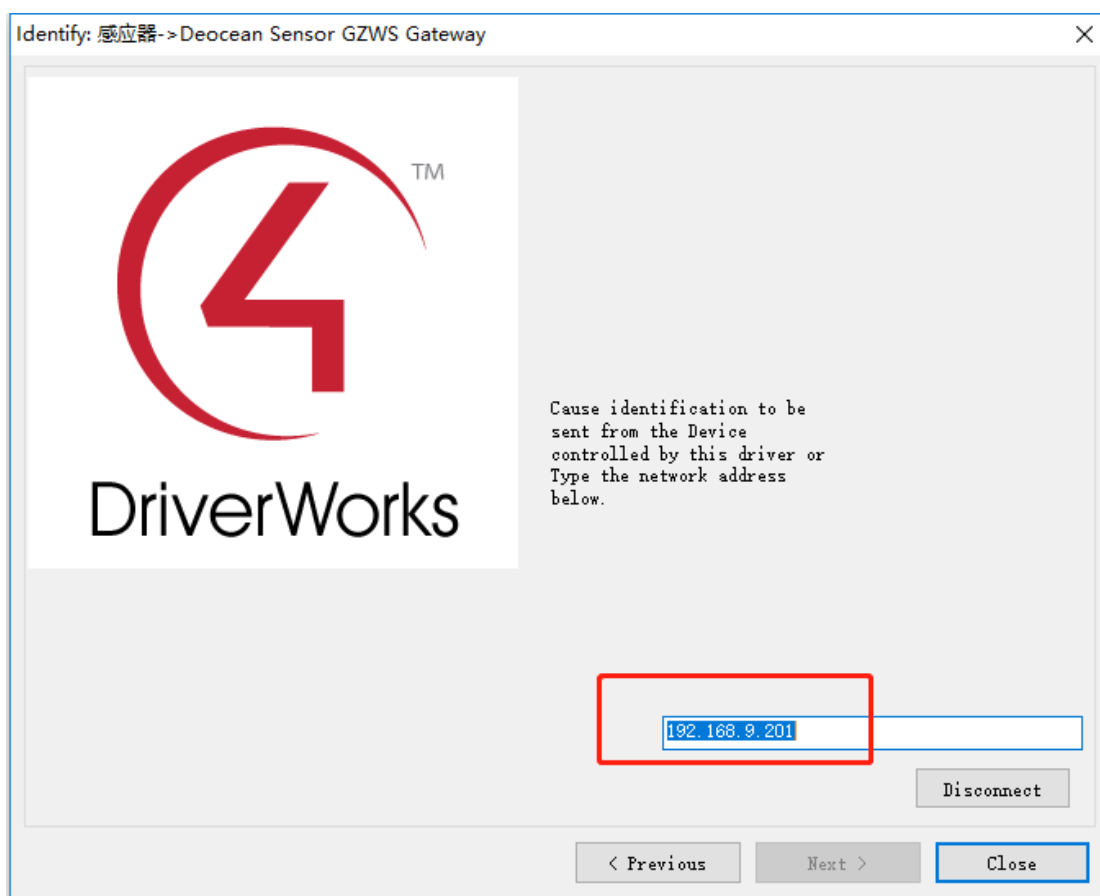 Identify: 感应器->Deocean Sensor GZWS Gateway
TM
4
DriverWorks
Cause identification to be
sent from the Device
controlled by this driver or
Type the network address
below.
192.168.9.201
Disconnect
< Previous
Next >
Close